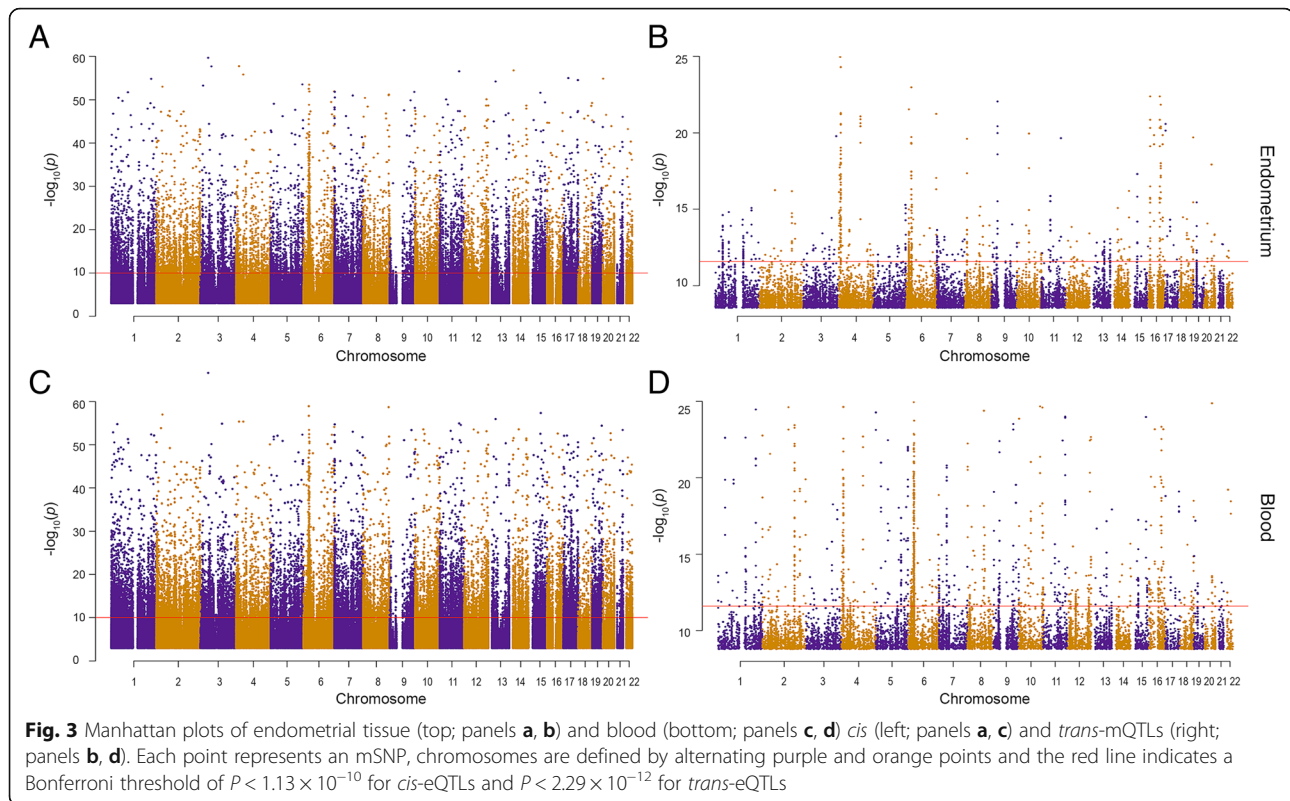 A
60
50
40
30
20
10
0
-log10(p)
1 2 3 4 5 6 7 8 9 10 11 12 13 14 15 16 17 18 19 20 21 22
Chromosome
B
25
20
15
10
-log10(p)
1 2 3 4 5 6 7 8 9 10 11 12 13 14 15 16 17 18 19 20 21 22
Chromosome
Endometrium
C
60
50
40
30
20
10
0
-log10(p)
1 2 3 4 5 6 7 8 9 10 11 12 13 14 15 16 17 18 19 20 21 22
Chromosome
D
25
20
15
10
-log10(p)
1 2 3 4 5 6 7 8 9 10 11 12 13 14 15 16 17 18 19 20 21 22
Chromosome
Blood
Fig. 3 Manhattan plots of endometrial tissue (top; panels a, b) and blood (bottom; panels c, d) cis (left; panels a, c) and trans-mQTLs (right;
panels b, d). Each point represents an mSNP, chromosomes are defined by alternating purple and orange points and the red line indicates a
Bonferroni threshold of P < 1.13 × 10−10 for cis-eQTLs and P < 2.29 × 10−12 for trans-eQTLs